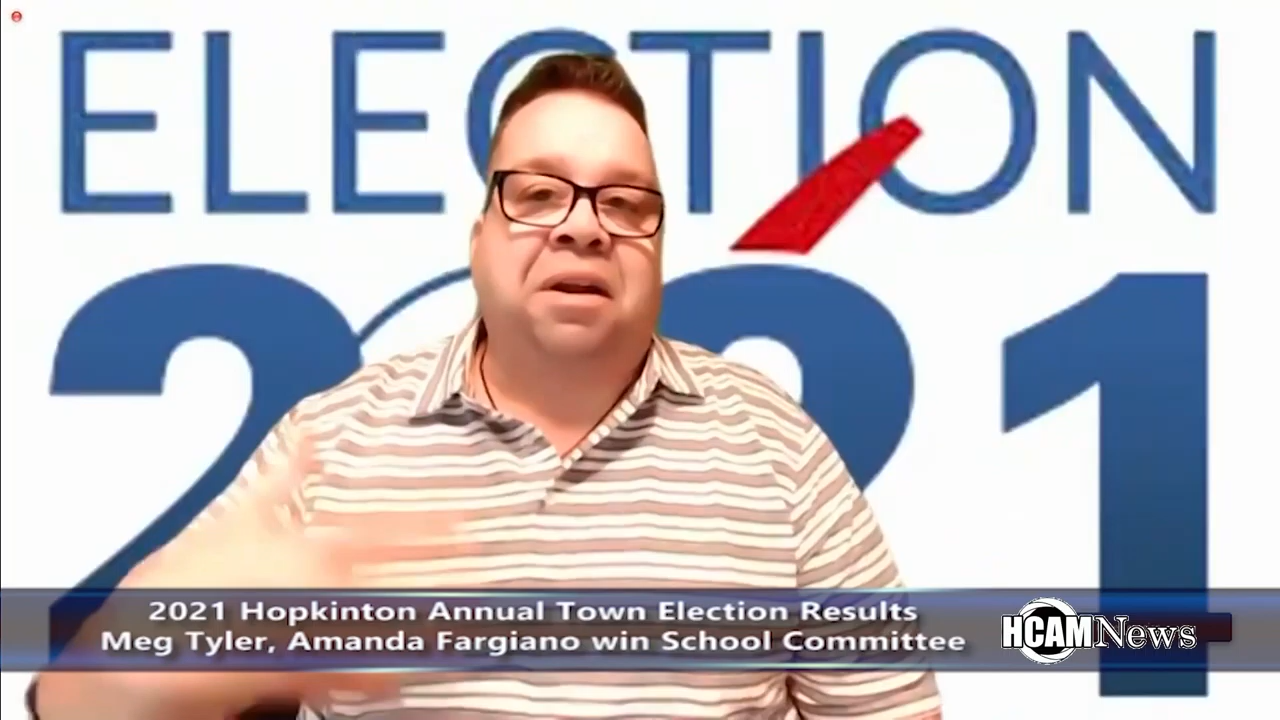 ELECTION
2021
2021 Hopkinton Annual Town Election Results
Meg Tyler, Amanda Fargiano win School Committee
HCAMNews